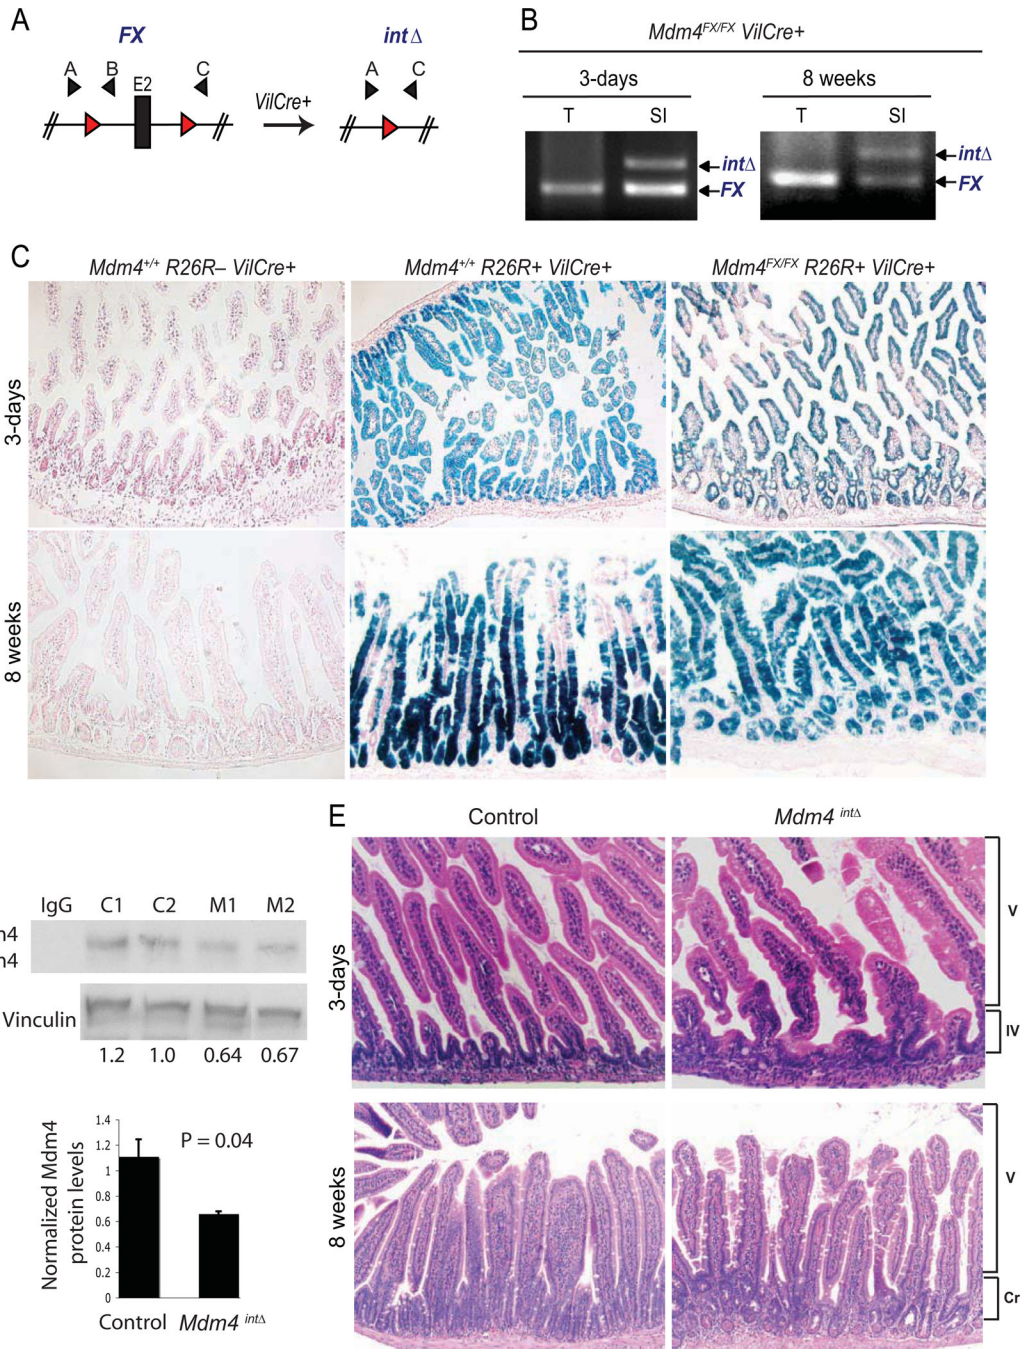 A
FX
int Δ
A B E2 C
A C
VilCre+
B
Mdm4FX/FX VilCre+
3-days
8 weeks
T SI
T SI
intΔ
FX
intΔ
FX
C
Mdm4+/+ R26R– VilCre+
Mdm4+/+ R26R+ VilCre+
Mdm4FX/FX R26R+ VilCre+
3-days
8 weeks
IgG C1 C2 M1 M2
n4
n4
Vinculin
1.2 1.0 0.64 0.67
Normalized Mdm4
protein levels
1.4
1.2
1
0.8
0.6
0.4
0.2
0
P = 0.04
Control Mdm4 intΔ
E
Control
Mdm4 intΔ
3-days
V
IV
8 weeks
V
Cr